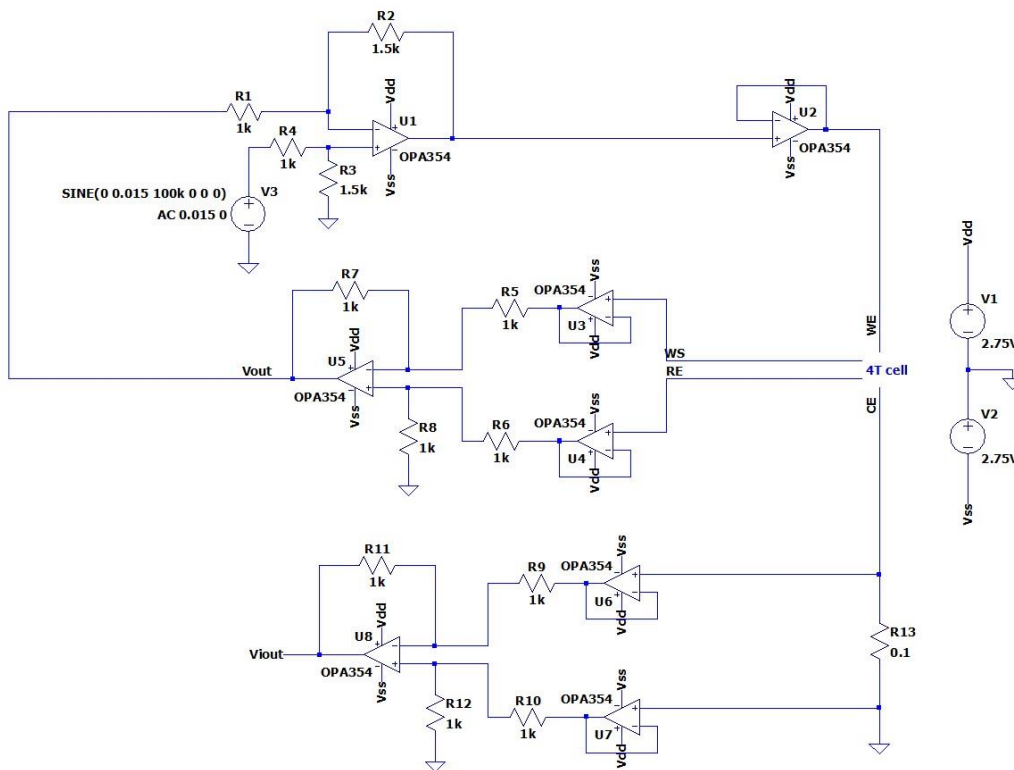 R2
1.5k
R1
1k
R4
1k
Vdd
U1
OPA354
Vss
R3
1.5k
SINE(0 0.015 100k 0 0 0)
V3
AC 0.015 0
Vdd
U2
OPA354
Vss
R7
1k
Vdd
U5
Vout
OPA354
Vss
R8
1k
R5
1k
Vss
OPA354
U3
Vdd
R6
1k
Vss
OPA354
U4
Vdd
WS
RE
WE
4T cell
CE
Vdd
V1
2.75V
V2
2.75V
Vss
R11
1k
Vdd
U8
Viout
OPA354
Vss
R12
1k
R9
1k
Vss
OPA354
U6
Vdd
R10
1k
Vss
OPA354
U7
Vdd
R13
0.1